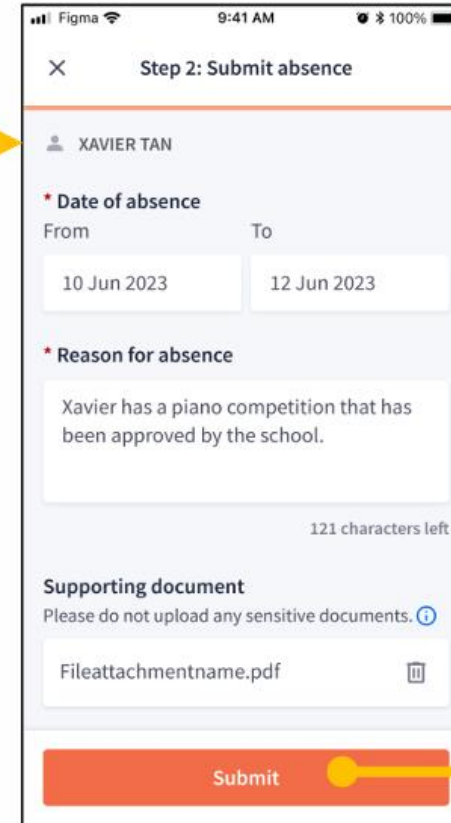 Figma 9:41 AM 100%
Step 2: Submit absence
XAVIER TAN
* Date of absence
From To
10 Jun 2023 12 Jun 2023
* Reason for absence
Xavier has a piano competition that has
been approved by the school.
121 characters left
Supporting document
Please do not upload any sensitive documents.
Fileattachmentname.pdf
Submit